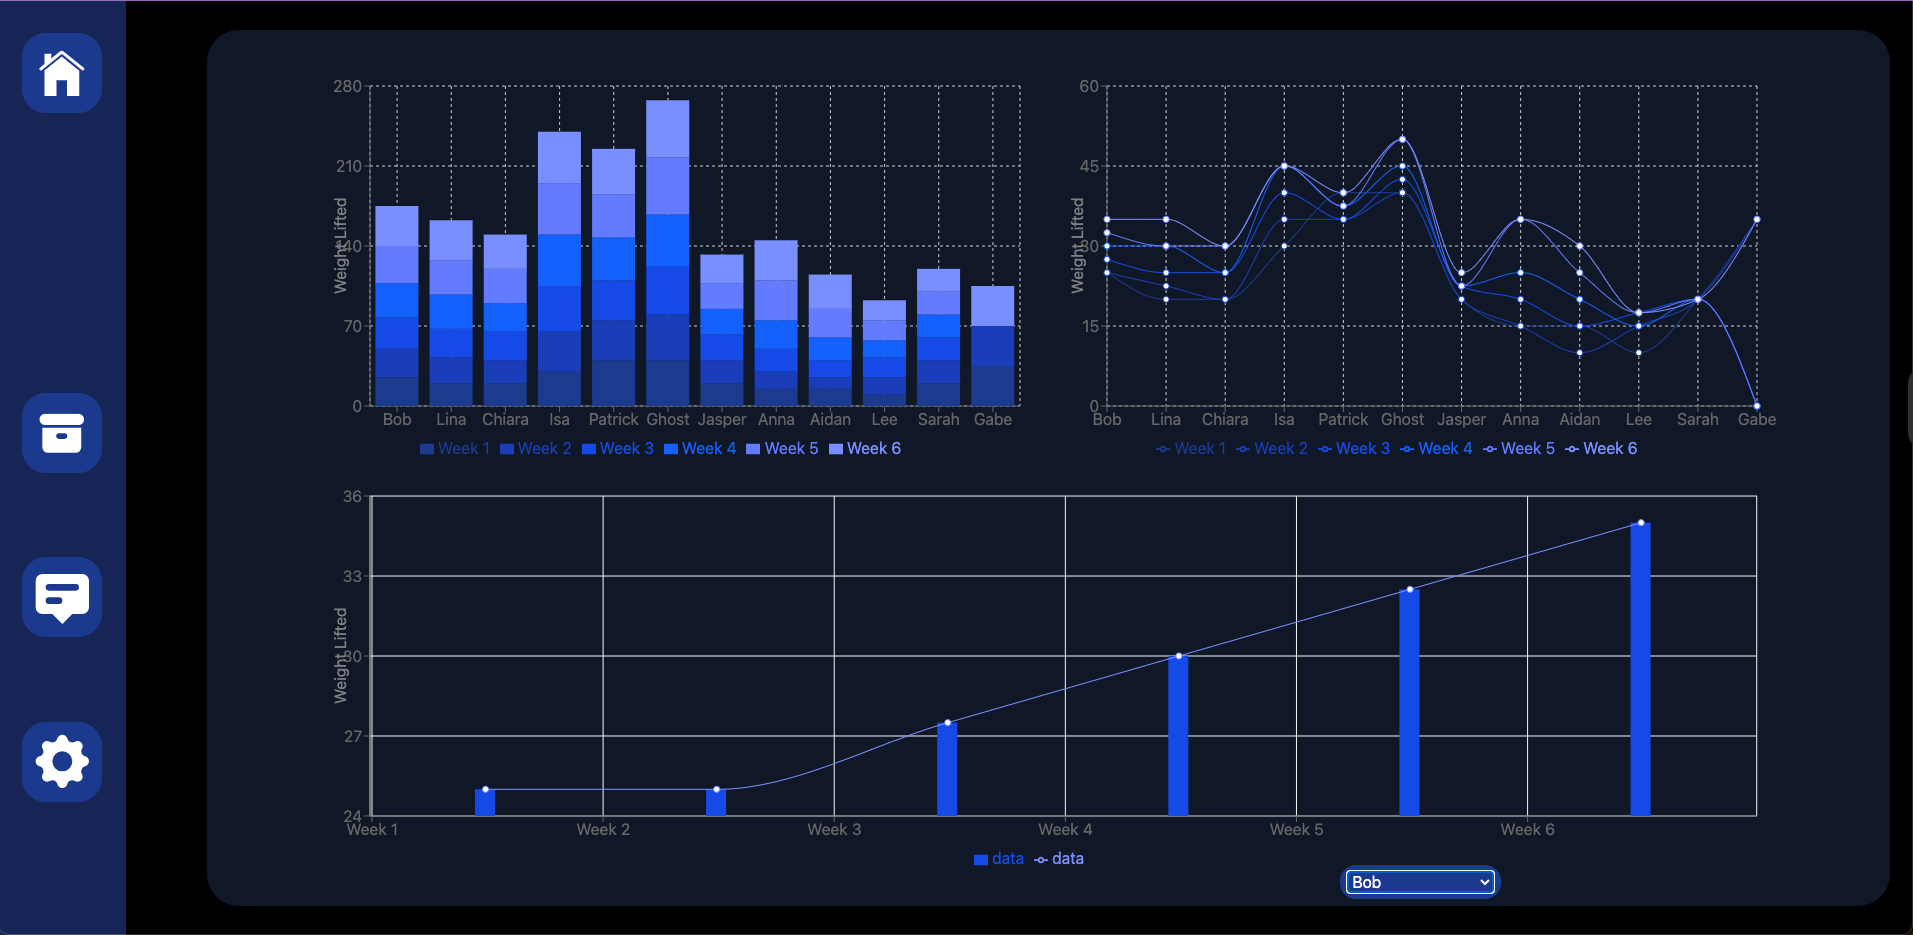 280
210
140
70
0
Weight Lifted
Bob Lina Chiara Isa Patrick Ghost Jasper Anna Aidan Lee Sarah Gabe
Week 1 Week 2 Week 3 Week 4 Week 5 Week 6
60
45
30
15
0
Weight Lifted
Bob Lina Chiara Isa Patrick Ghost Jasper Anna Aidan Lee Sarah Gabe
Week 1 Week 2 Week 3 Week 4 Week 5 Week 6
36
33
30
27
24
Weight Lifted
Week 1 Week 2 Week 3 Week 4 Week 5 Week 6
data data
Bob